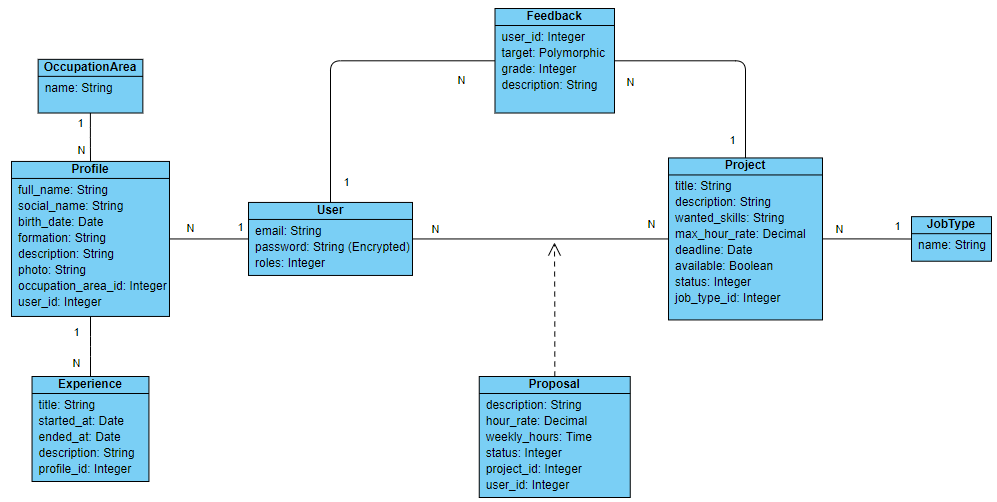 Feedback
user_id: Integer
target: Polymorphic
grade: Integer
description: String
N
N
1
1
OccupationArea
name: String
1
N
Profile
full_name: String
social_name: String
birth_date: Date
formation: String
description: String
photo: String
occupation_area_id: Integer
user_id: Integer
N
1
User
email: String
password: String (Encrypted)
roles: Integer
N
N
Project
title: String
description: String
wanted_skills: String
max_hour_rate: Decimal
deadline: Date
available: Boolean
status: Integer
job_type_id: Integer
N
1
JobType
name: String
1
N
Experience
title: String
started_at: Date
ended_at: Date
description: String
profile_id: Integer
Proposal
description: String
hour_rate: Decimal
weekly_hours: Time
status: Integer
project_id: Integer
user_id: Integer